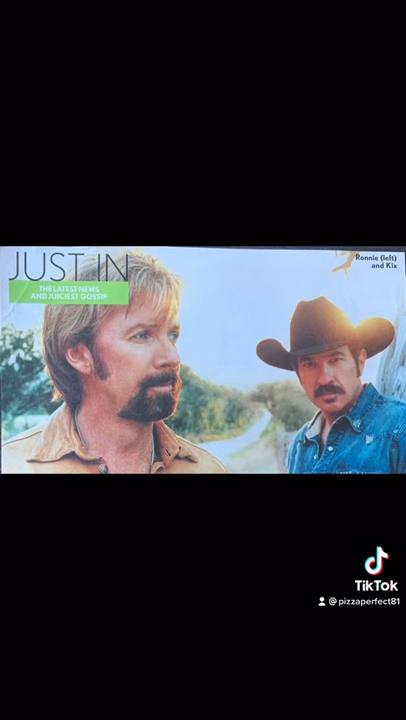 JUST IN
THE LATEST NEWS
AND JUICIEST GOSSIP
Ronnie (left)
and Kix
TikTok
@pizzaperfect81